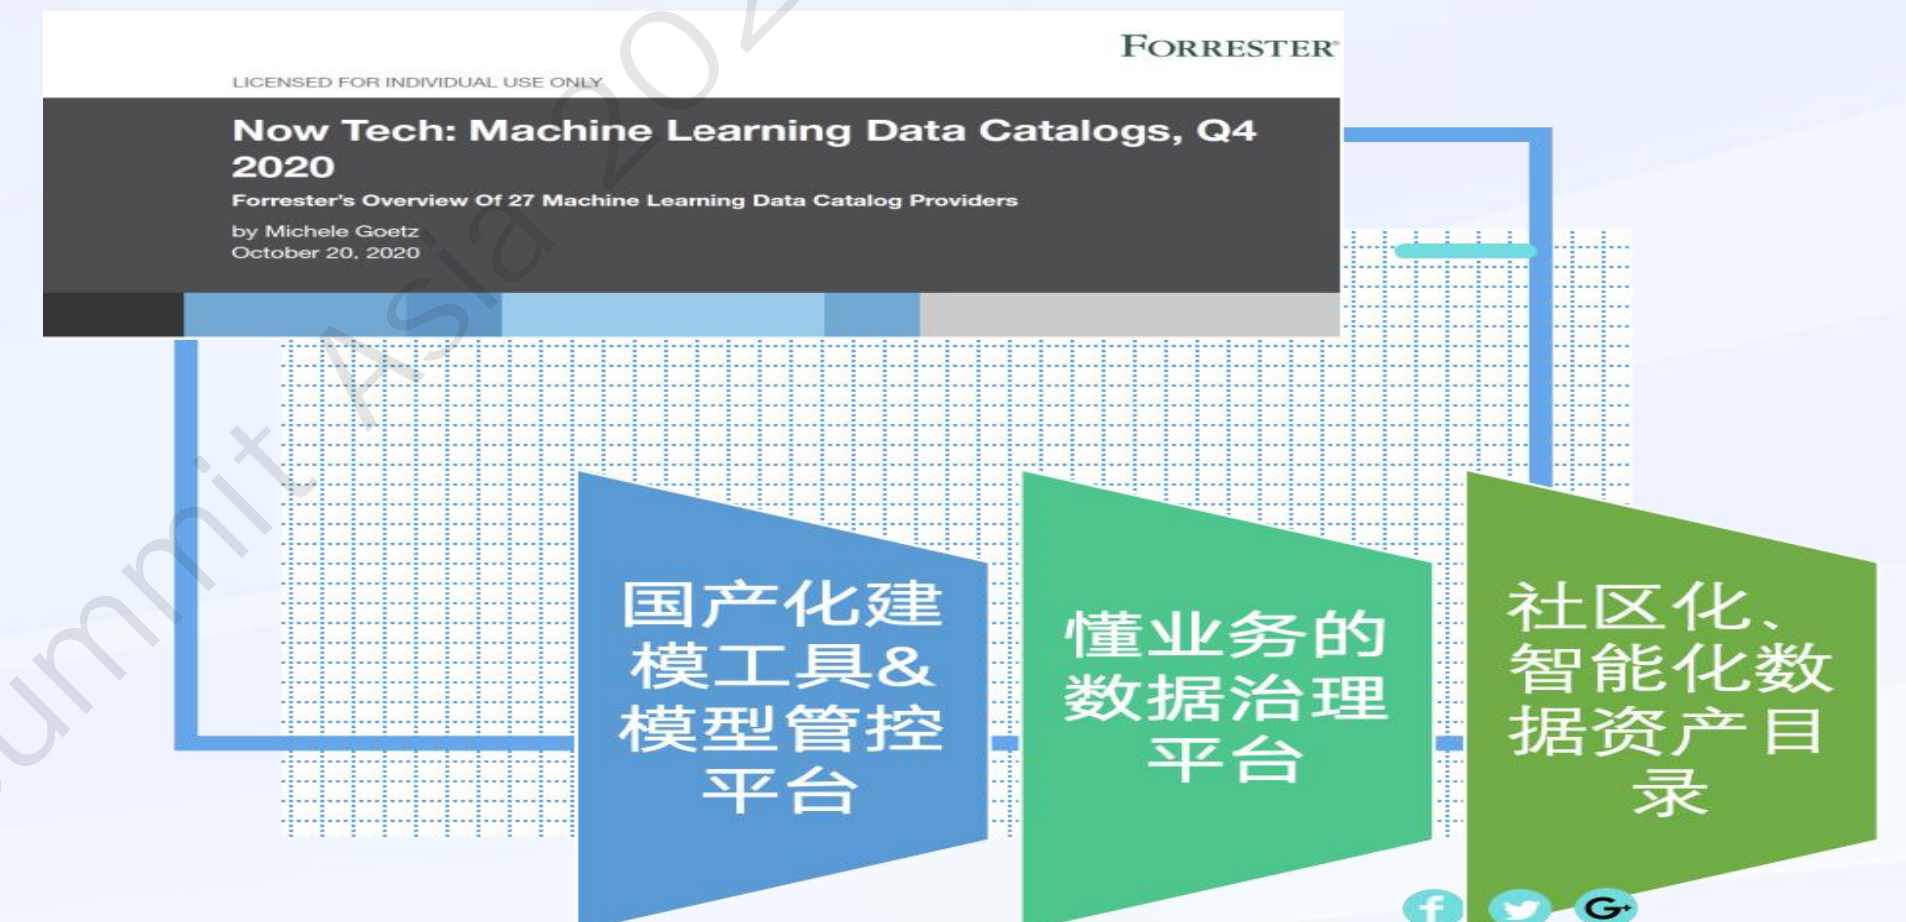 FORRESTER®
LICENSED FOR INDIVIDUAL USE ONLY
Now Tech: Machine Learning Data Catalogs, Q4
2020
Forrester's Overview Of 27 Machine Learning Data Catalog Providers
by Michele Goetz
October 20, 2020
国产化建
模工具&
模型管控
平台
懂业务的
数据治理
平台
社区化、
智能化数
据资产目
录
f
G+
ummit Asia 202